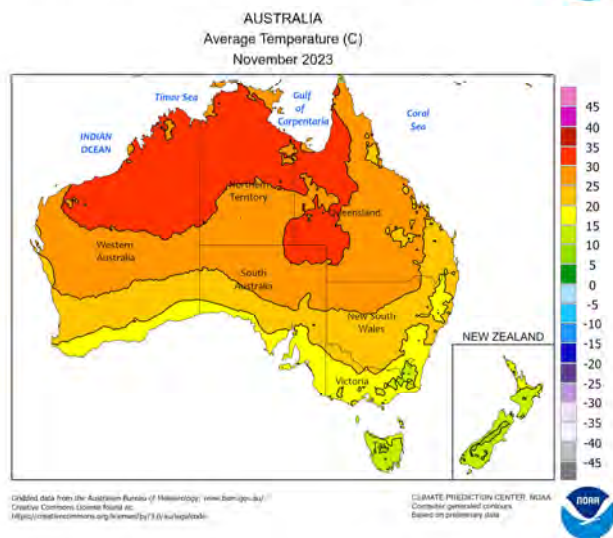 AUSTRALIA
Average Temperature (C)
November 2023
Timor Sea
Gulf
of
Carpentaria
Coral
Sea
INDIAN
OCEAN
Northern
Territory
Queensland
Western
Australia
South
Australia
New South
Wales
Victoria
NEW ZEALAND
45
40
35
30
25
20
15
10
5
0
-5
-10
-15
-20
-25
-30
-35
-40
-45
Gridded data from the Australian Bureau of Meteorology; www.bom.gov.au/
Creative Commons License found at:
CLIMATE PREDICTION CENTER, NOAA
Computer generated contours
Based on preliminary data
NOAA